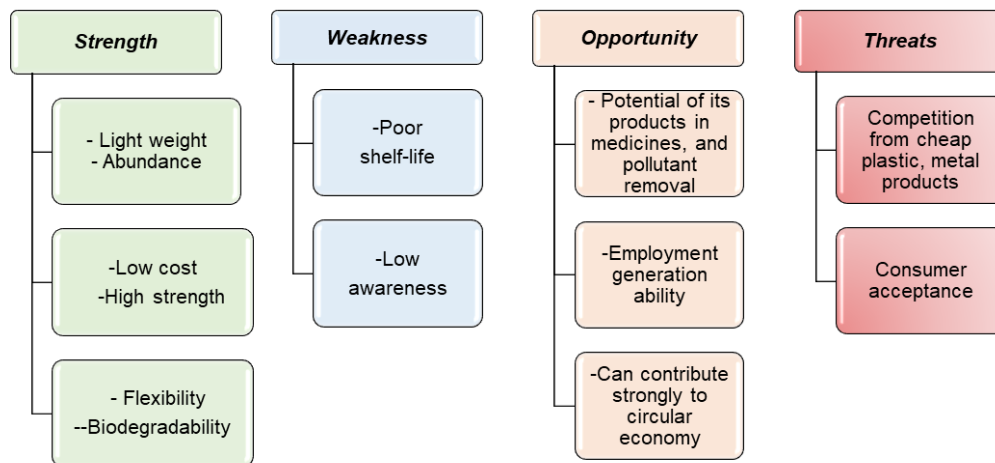 Strength
- Light weight
- Abundance
-Low cost
-High strength
- Flexibility
--Biodegradability
Weakness
-Poor
shelf-life
-Low
awareness
Opportunity
- Potential of its
products in
medicines, and
pollutant
removal
-Employment
generation
ability
-Can contribute
strongly to
circular
economy
Threats
Competition
from cheap
plastic, metal
products
Consumer
acceptance